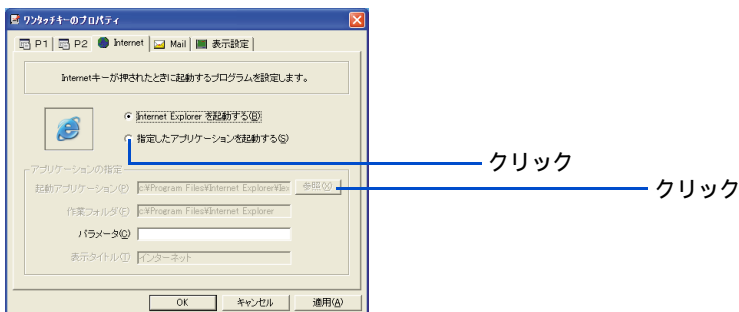 ワンタッチキーのプロパティ
P1 P2 Internet Mail 表示設定
Internetキーが押されたときに起動するプログラムを設定します。
Internet Explorer を起動する(B)
指定したアプリケーションを起動する(S)
クリック
アプリケーションの指定
起動アプリケーション(P) c:¥Program Files¥Internet Explorer¥iex 参照(V)
クリック
作業フォルダ(F) c:¥Program Files¥Internet Explorer
パラメータ(C)
表示タイトル(T) インターネット
OK キャンセル 適用(A)